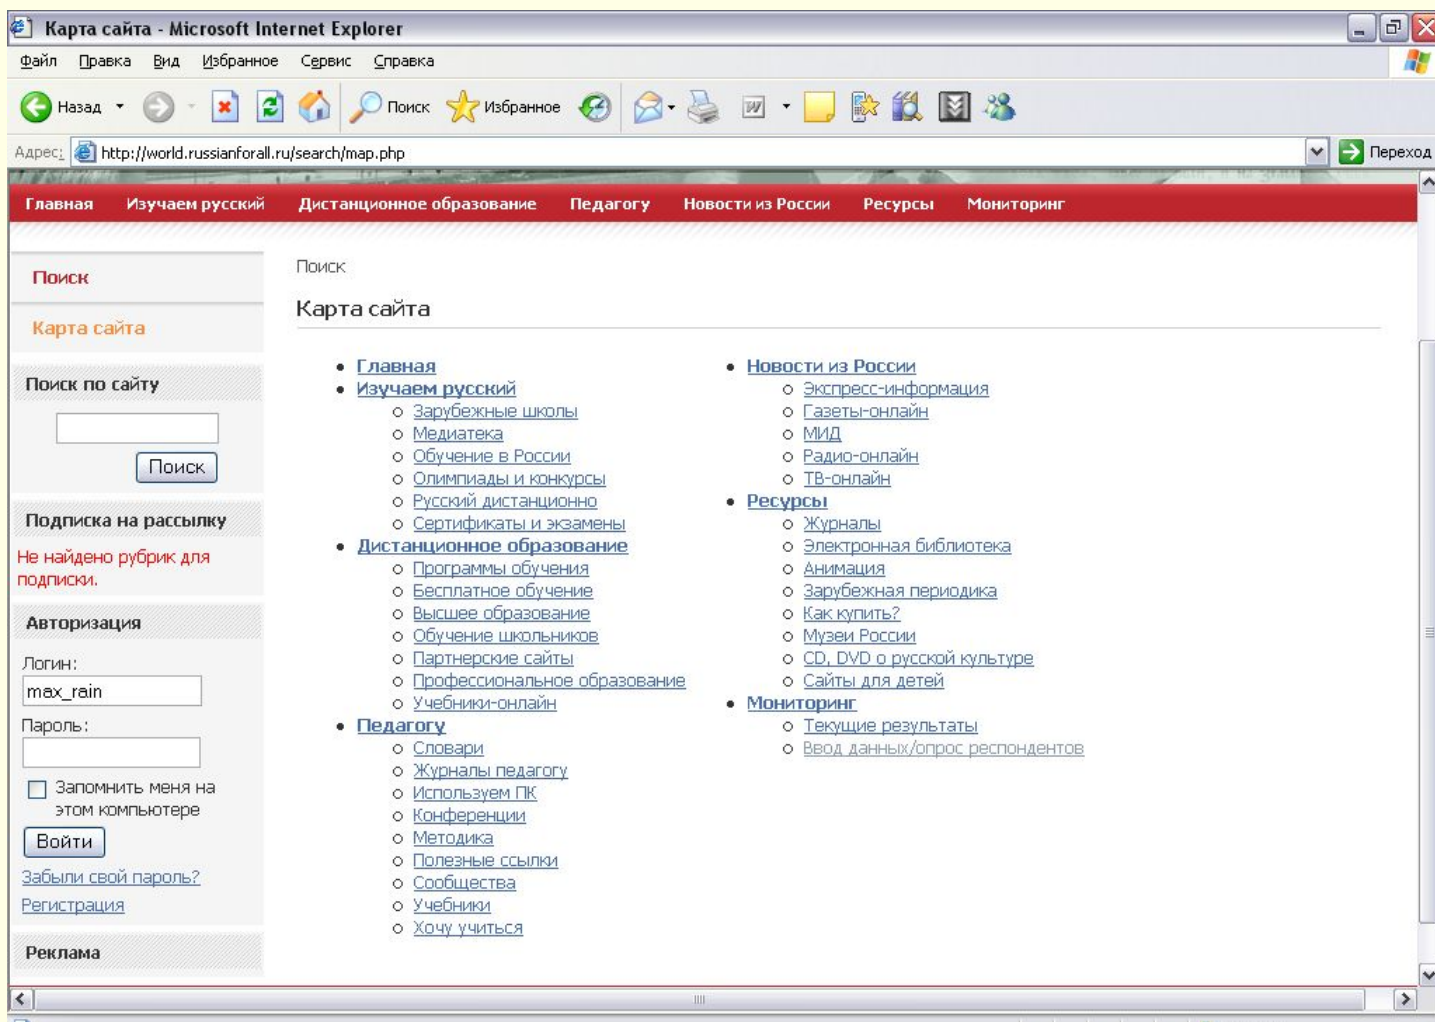 Карта сайта - Microsoft Internet Explorer
Файл Правка Вид Избранное Сервис Справка
Назад Поиск Избранное
Адрес: http://world.russianforall.ru/search/map.php Переход
Главная Изучаем русский Дистанционное образование Педагогу Новости из России Ресурсы Мониторинг
Поиск
Карта сайта
Поиск по сайту
Поиск
Подписка на рассылку
Не найдено рубрик для
подписки.
Авторизация
Логин:
max_rain
Пароль:
Запомнить меня на
этом компьютере
Войти
Забыли свой пароль?
Регистрация
Реклама
Поиск
Карта сайта
Главная
Изучаем русский
Зарубежные школы
Медиатека
Обучение в России
Олимпиады и конкурсы
Русский дистанционно
Сертификаты и экзамены
Дистанционное образование
Программы обучения
Бесплатное обучение
Высшее образование
Обучение школьников
Партнерские сайты
Профессиональное образование
Учебники-онлайн
Педагогу
Словари
Журналы педагогу
Используем ПК
Конференции
Методика
Полезные ссылки
Сообщества
Учебники
Хочу учиться
Новости из России
Экспресс-информация
Газеты-онлайн
МИД
Радио-онлайн
ТВ-онлайн
Ресурсы
Журналы
Электронная библиотека
Анимация
Зарубежная периодика
Как купить?
Музеи России
CD, DVD о русской культуре
Сайты для детей
Мониторинг
Текущие результаты
Ввод данных/опрос респондентов